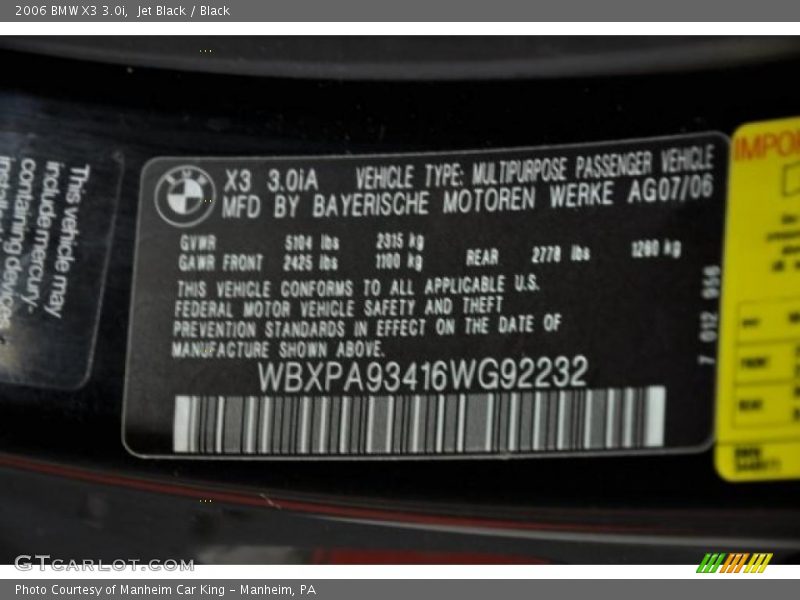 2006 BMW X3 3.0i, Jet Black / Black
This vehicle may
include mercury-
containing devices
X3 3.0iA VEHICLE TYPE: MULTIPURPOSE PASSENGER VEHICLE
MFD BY BAYERISCHE MOTOREN WERKE AG07/06
GVWR 5104 lbs 2315 kg
GAWR FRONT 2425 lbs 1100 kg REAR 2778 lbs 1260 kg
THIS VEHICLE CONFORMS TO ALL APPLICABLE U.S.
FEDERAL MOTOR VEHICLE SAFETY AND THEFT
PREVENTION STANDARDS IN EFFECT ON THE DATE OF
MANUFACTURE SHOWN ABOVE.
WBXPA93416WG92232
7 012 956
GTCARLOT.COM
Photo Courtesy of Manheim Car King - Manheim, PA